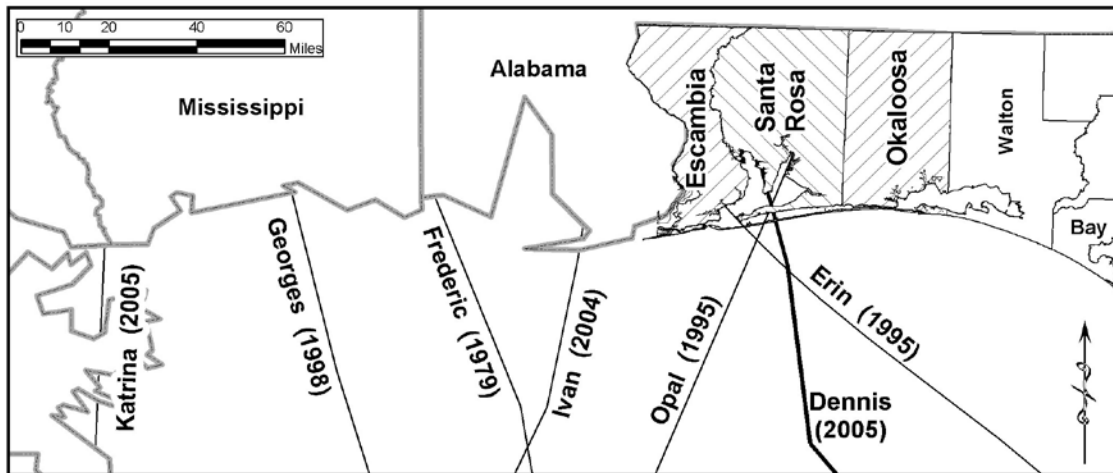 0 10 20 40 60
Miles
Mississippi
Alabama
Escambia
Santa
Rosa
Okaloosa
Walton
Bay
Katrina (2005)
Georges (1998)
Frederic (1979)
Ivan (2004)
Opal (1995)
Erin (1995)
Dennis
(2005)